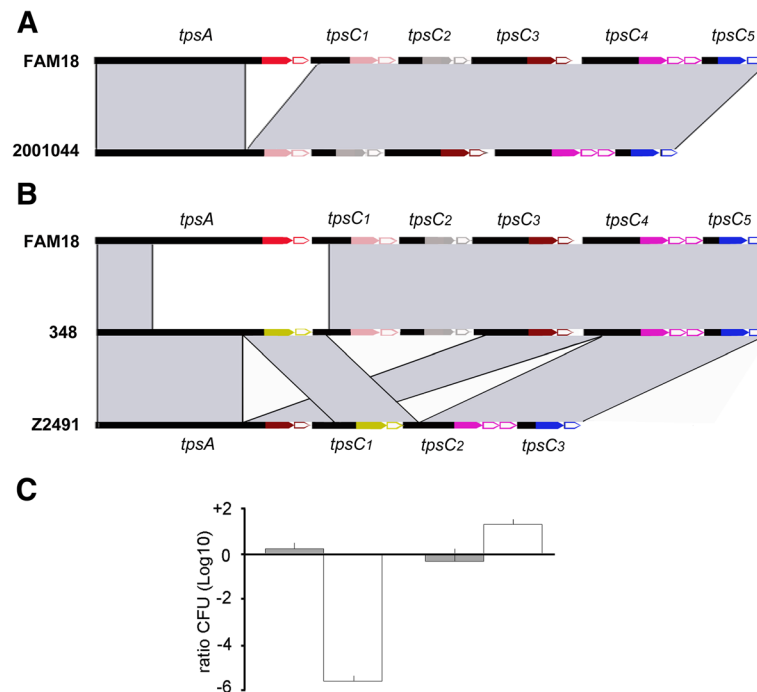 A
tpsA tpsC1 tpsC2 tpsC3 tpsC4 tpsC5
FAM18
2001044
B
tpsA tpsC1 tpsC2 tpsC3 tpsC4 tpsC5
FAM18
348
Z2491
tpsA tpsC1 tpsC2 tpsC3
C
ratio CFU (Log10)
+2
0
-2
-4
-6